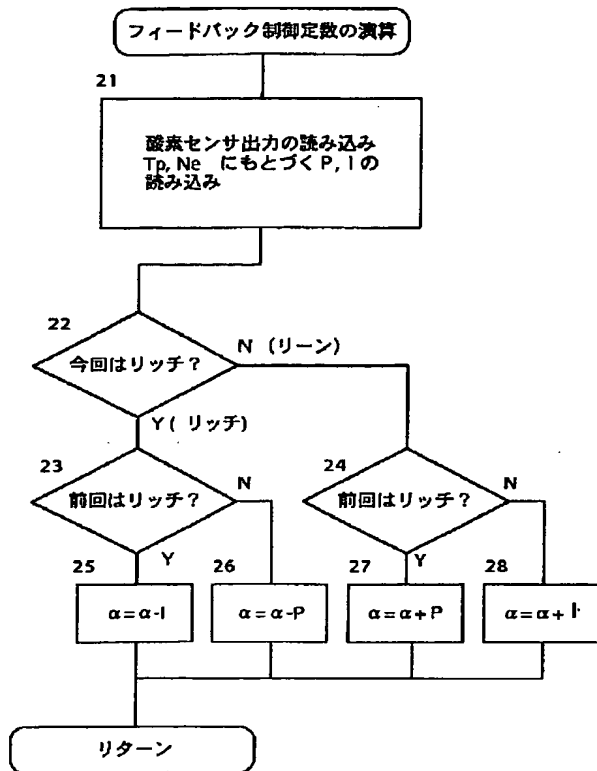 フィードバック制御定数の演算
21
酸素センサ出力の読み込み
Tp, Ne にもとづく P, I の
読み込み
22
今回はリッチ？
N （リーン）
Y ( リッチ)
23
前回はリッチ？
N
Y
24
前回はリッチ？
N
Y
25
α=α-I
26
α=α-P
27
α=α+P
28
α=α+I
リターン